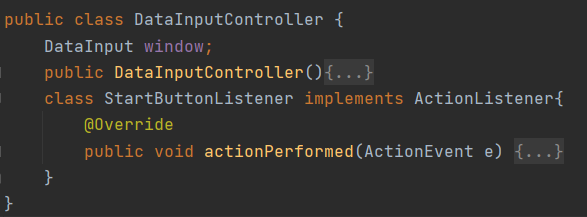 public class DataInputController {
DataInput window;
public DataInputController(){...}
class StartButtonListener implements ActionListener{
@Override
public void actionPerformed(ActionEvent e) {...}
}
}